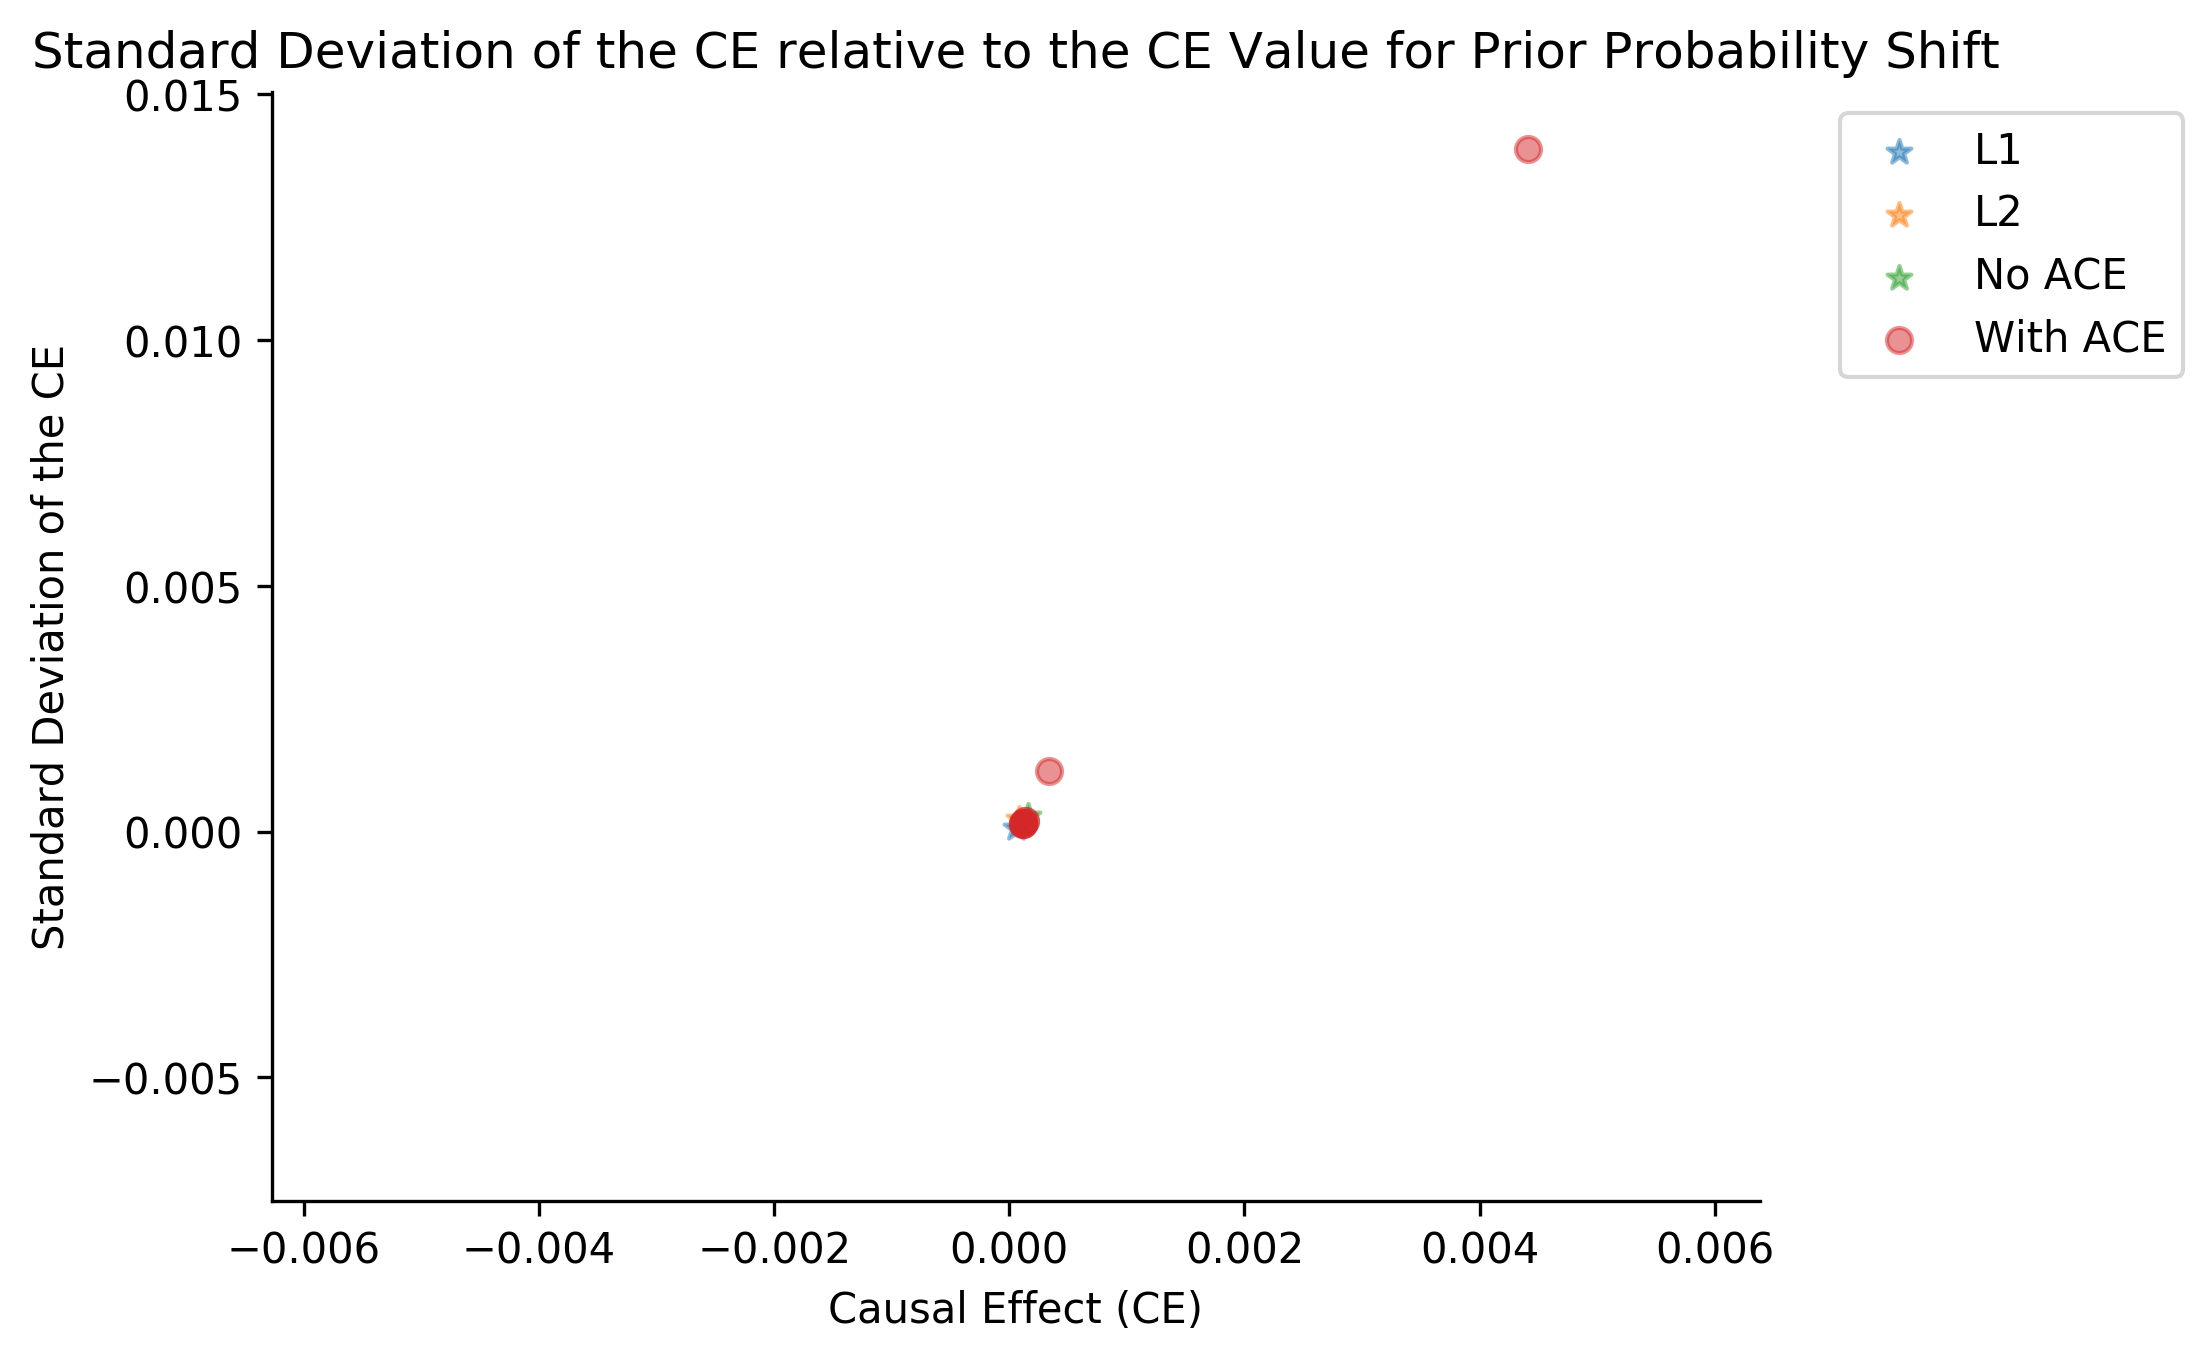 Standard Deviation of the CE relative to the CE Value for Prior Probability Shift
0.015
0.010
0.005
0.000
−0.005
Standard Deviation of the CE
−0.006
−0.004
−0.002
0.000
0.002
0.004
0.006
Causal Effect (CE)
L1
L2
No ACE
With ACE